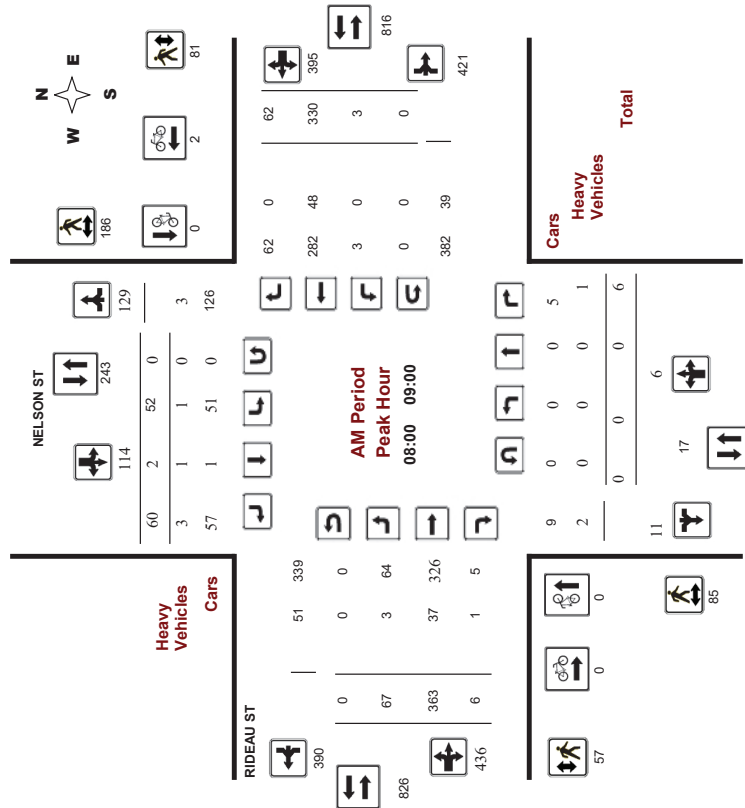 N
W E
S
81
2
186
0
816
395
421
62 330 3 0
0 48 0 0 39
62 282 3 0 382
NELSON ST
243
129
114
60 2 52 0
3 1 1 0 3
57 1 51 0 126
Heavy
Vehicles
Cars
AM Period
Peak Hour
08:00 09:00
RIDEAU ST
339 0 64 326 5
51 0 3 37 1
0 67 363 6
390
826
436
Cars
Heavy
Vehicles
Total
9 0 0 0 5
2 0 0 0 1
0 0 0 6
11
17
6
0
0
57
85